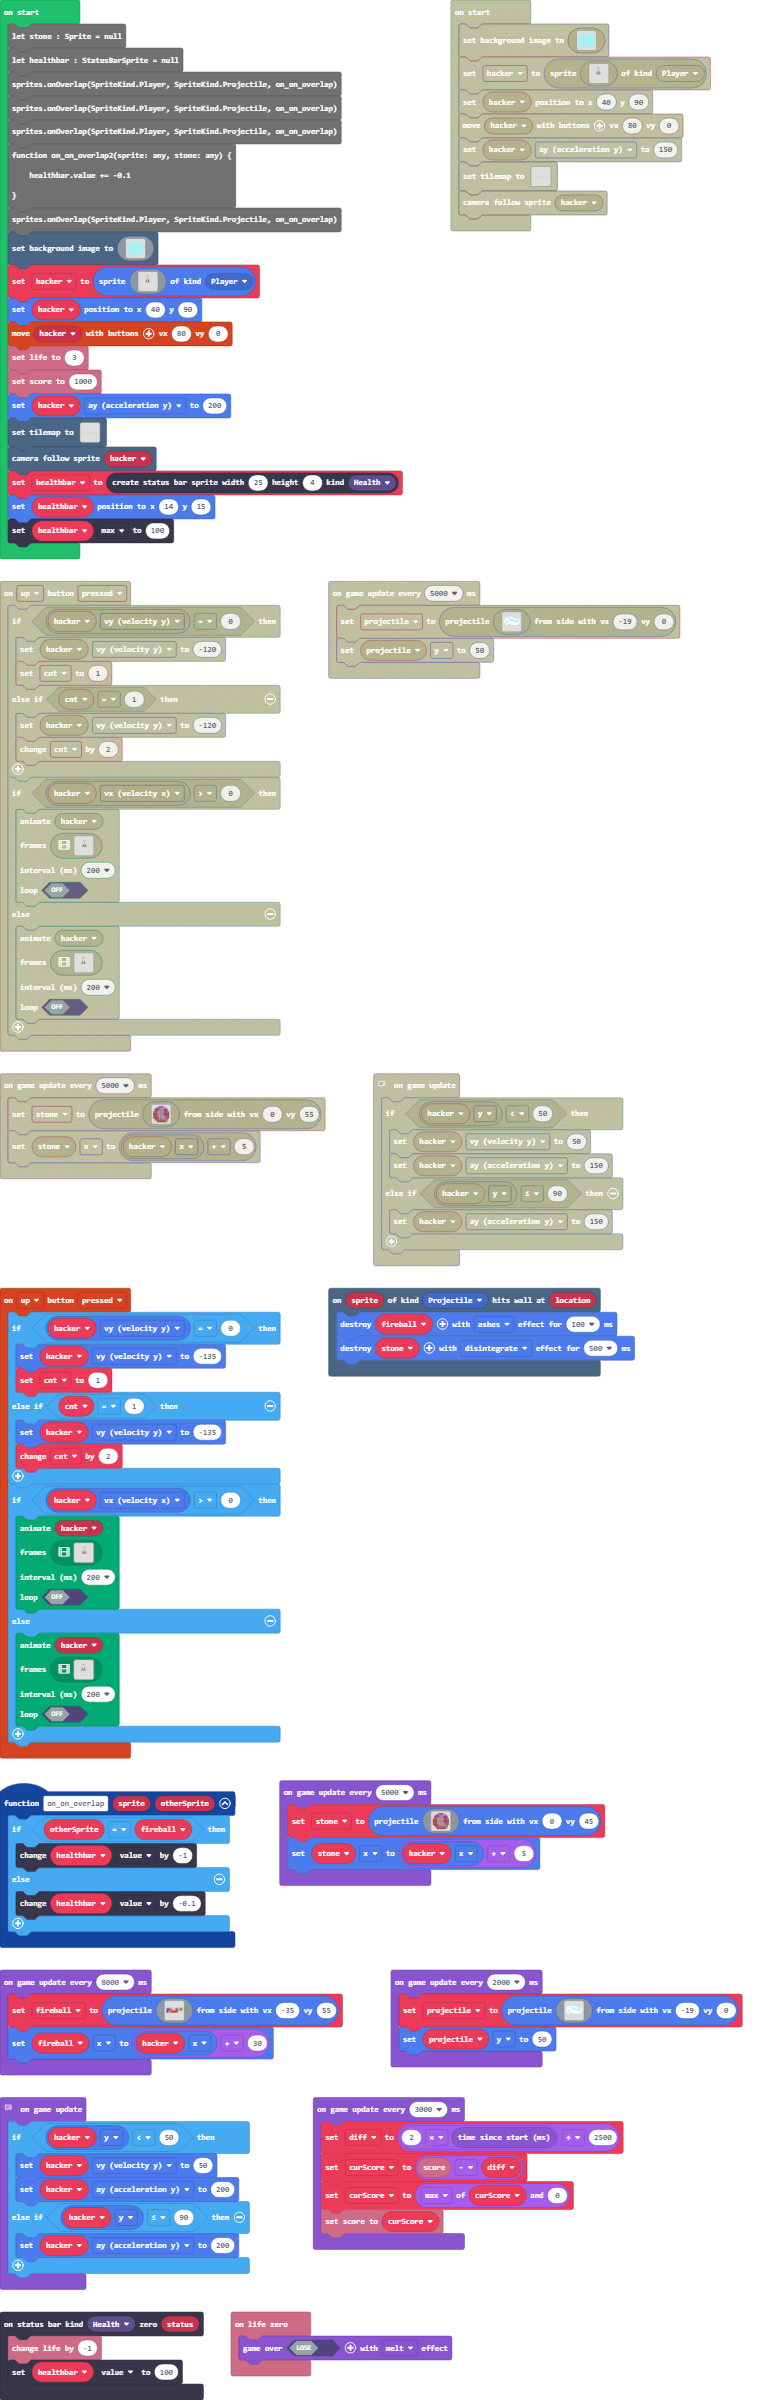 on start
let stone : Sprite = null
let healthbar : StatusBarSprite = null
sprites.onOverlap(SpriteKind.Player, SpriteKind.Projectile, on_on_overlap)
sprites.onOverlap(SpriteKind.Player, SpriteKind.Projectile, on_on_overlap)
sprites.onOverlap(SpriteKind.Player, SpriteKind.Projectile, on_on_overlap)
function on_on_overlap2(sprite: any, stone: any) {
healthbar.value += -0.1
}
sprites.onOverlap(SpriteKind.Player, SpriteKind.Projectile, on_on_overlap)
set background image to
set hacker to sprite of kind Player
set hacker position to x 40 y 90
move hacker with buttons vx 80 vy 0
set life to 3
set score to 1000
set hacker ay (acceleration y) to 200
set tilemap to
camera follow sprite hacker
set healthbar to create status bar sprite width 25 height 4 kind Health
set healthbar position to x 14 y 15
set healthbar max to 100
on start
set background image to
set hacker to sprite of kind Player
set hacker position to x 40 y 90
move hacker with buttons vx 80 vy 0
set hacker ay (acceleration y) to 150
set tilemap to
camera follow sprite hacker
on up button pressed
if hacker vy (velocity y) = 0 then
set hacker vy (velocity y) to -120
set cnt to 1
else if cnt = 1 then
set hacker vy (velocity y) to -120
change cnt by 2
if hacker vx (velocity x) > 0 then
animate hacker
frames
interval (ms) 200
loop OFF
else
animate hacker
frames
interval (ms) 200
loop OFF
on game update every 5000 ms
set projectile to projectile from side with vx -19 vy 0
set projectile y to 50
on game update every 5000 ms
set stone to projectile from side with vx 0 vy 55
set stone x to hacker x + 5
on game update
if hacker y < 50 then
set hacker vy (velocity y) to 50
set hacker ay (acceleration y) to 150
else if hacker y ≤ 90 then
set hacker ay (acceleration y) to 150
on up button pressed
if hacker vy (velocity y) = 0 then
set hacker vy (velocity y) to -135
set cnt to 1
else if cnt = 1 then
set hacker vy (velocity y) to -135
change cnt by 2
if hacker vx (velocity x) > 0 then
animate hacker
frames
interval (ms) 200
loop OFF
else
animate hacker
frames
interval (ms) 200
loop OFF
on sprite of kind Projectile hits wall at location
destroy fireball with ashes effect for 100 ms
destroy stone with disintegrate effect for 500 ms
function on_on_overlap sprite otherSprite
if otherSprite = fireball then
change healthbar value by -1
else
change healthbar value by -0.1
on game update every 5000 ms
set stone to projectile from side with vx 0 vy 45
set stone x to hacker x + 5
on game update every 8000 ms
set fireball to projectile from side with vx -35 vy 55
set fireball x to hacker x + 30
on game update every 2000 ms
set projectile to projectile from side with vx -19 vy 0
set projectile y to 50
on game update
if hacker y < 50 then
set hacker vy (velocity y) to 50
set hacker ay (acceleration y) to 200
else if hacker y ≤ 90 then
set hacker ay (acceleration y) to 200
on game update every 3000 ms
set diff to 2 × time since start (ms) ÷ 2500
set curScore to score - diff
set curScore to max of curScore and 0
set score to curScore
on status bar kind Health zero status
change life by -1
set healthbar value to 100
on life zero
game over LOSE with melt effect